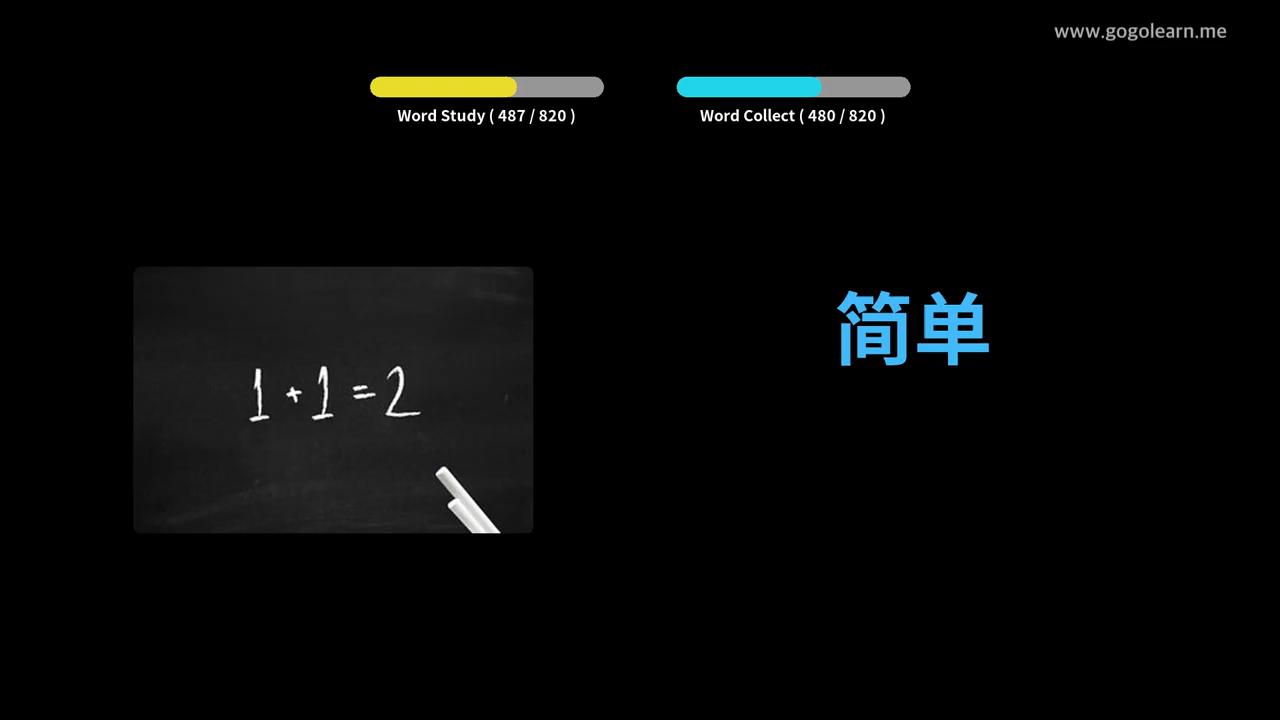 www.gogolearn.me
Word Study ( 487 / 820 )
Word Collect ( 480 / 820 )
简单
1 + 1 = 2